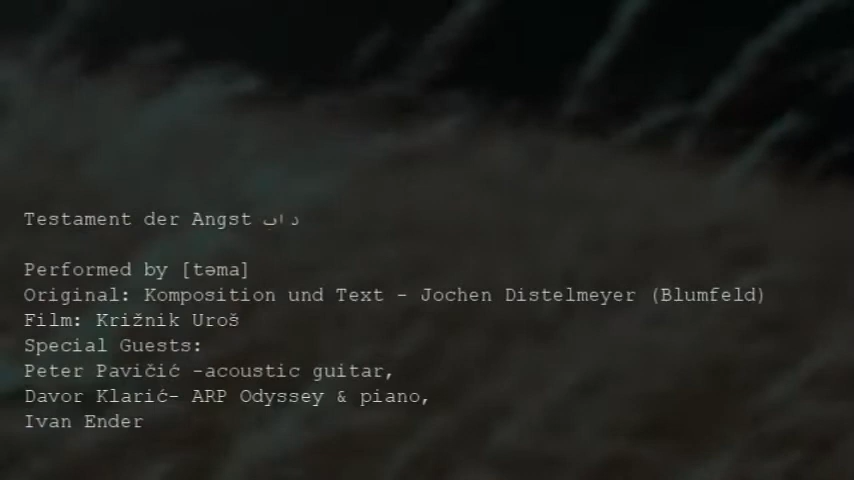 Testament der Angst داب
Performed by [təma]
Original: Komposition und Text - Jochen Distelmeyer (Blumfeld)
Film: Križnik Uroš
Special Guests:
Peter Pavičić -acoustic guitar,
Davor Klarić- ARP Odyssey & piano,
Ivan Ender